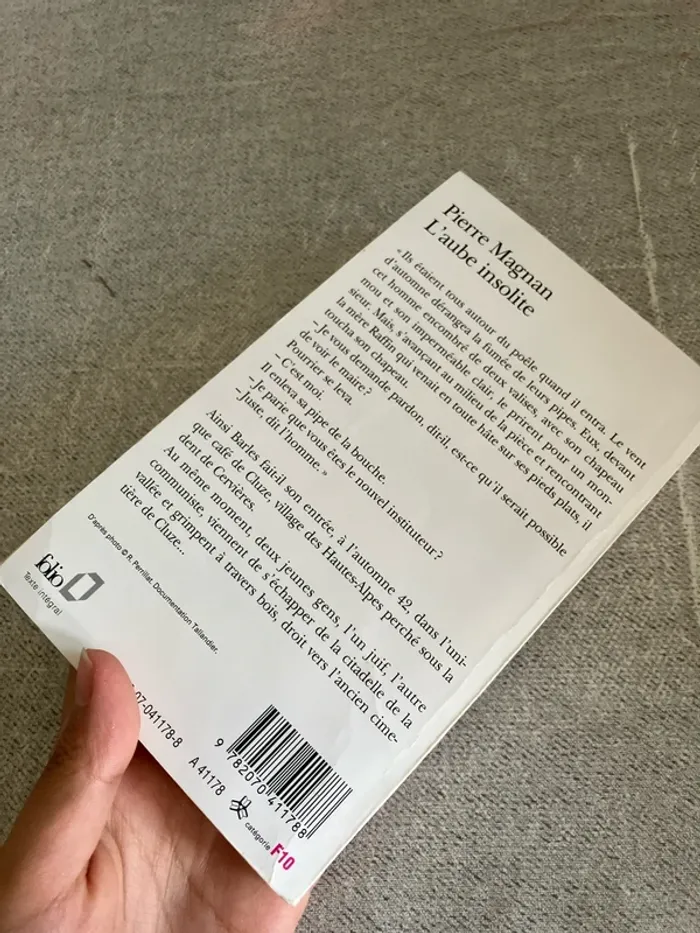 Pierre Magnan
L'aube insolite
« Ils étaient tous autour du poêle quand il entra. Le vent
d'automne dérangea la fumée de leurs pipes. Eux, devant
cet homme encombré de deux valises, avec son chapeau
mou et son imperméable clair, le prirent pour un mon-
sieur. Mais, s'avançant au milieu de la pièce et rencontrant
la mère Raffin, qui venait en toute hâte sur ses pieds plats, il
toucha son chapeau.
– Je vous demande pardon, dit-il, est-ce qu'il serait possible
de voir le maire ?
Pourrier se leva.
– C'est moi.
Il enleva sa pipe de la bouche.
– Je parie que vous êtes le nouvel instituteur ?
– Juste, dit l'homme. »
Ainsi Barles fait-il son entrée, à l'automne 42, dans l'uni-
que café de Cluze, village des Hautes-Alpes perché sous la
dent de Cervières.
Au même moment, deux jeunes gens, l'un juif, l'autre
communiste, viennent de s'échapper de la citadelle de la
vallée et grimpent à travers bois, droit vers l'ancien cime-
tière de Cluze...
D'après photo © R. Perrillat, Documentation Tallandier.
folio
Texte intégral
07-041178-8
A 41178
catégorie F10
9 782070 411788